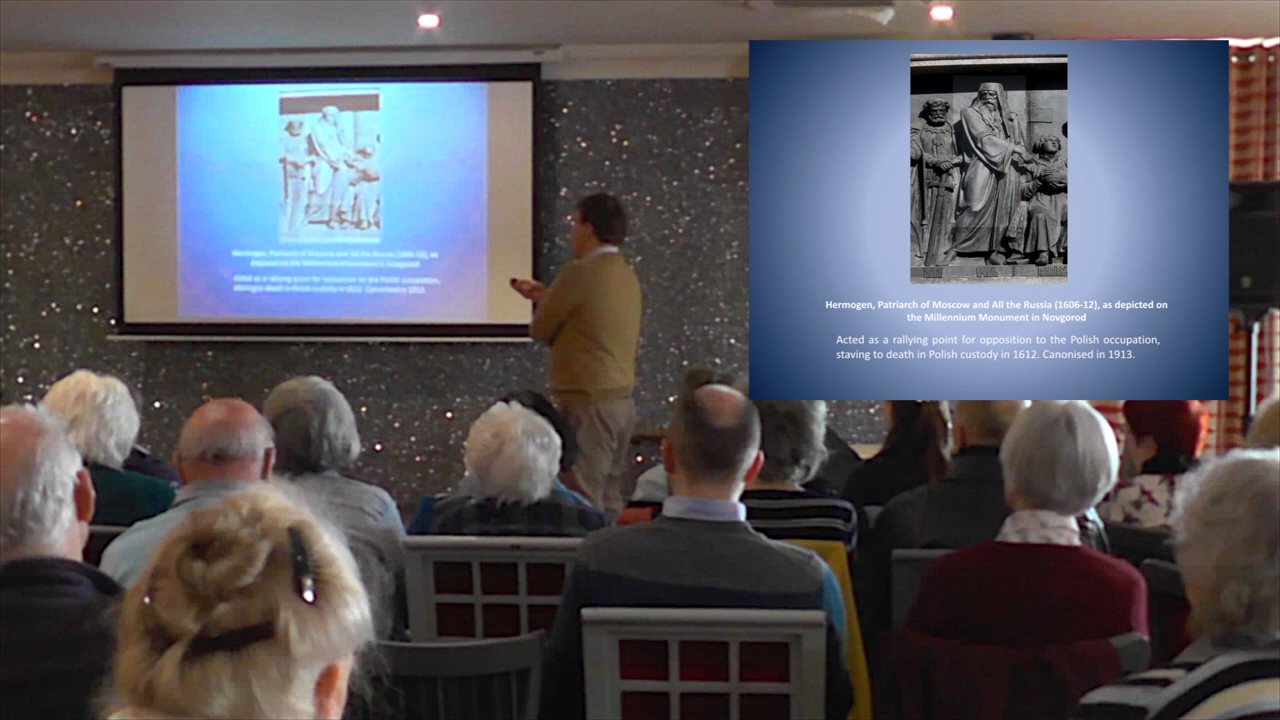 Hermogen, Patriarch of Moscow and All the Russia (1606-12), as depicted on
the Millennium Monument in Novgorod
Acted as a rallying point for opposition to the Polish occupation,
staving to death in Polish custody in 1612. Canonised in 1913.